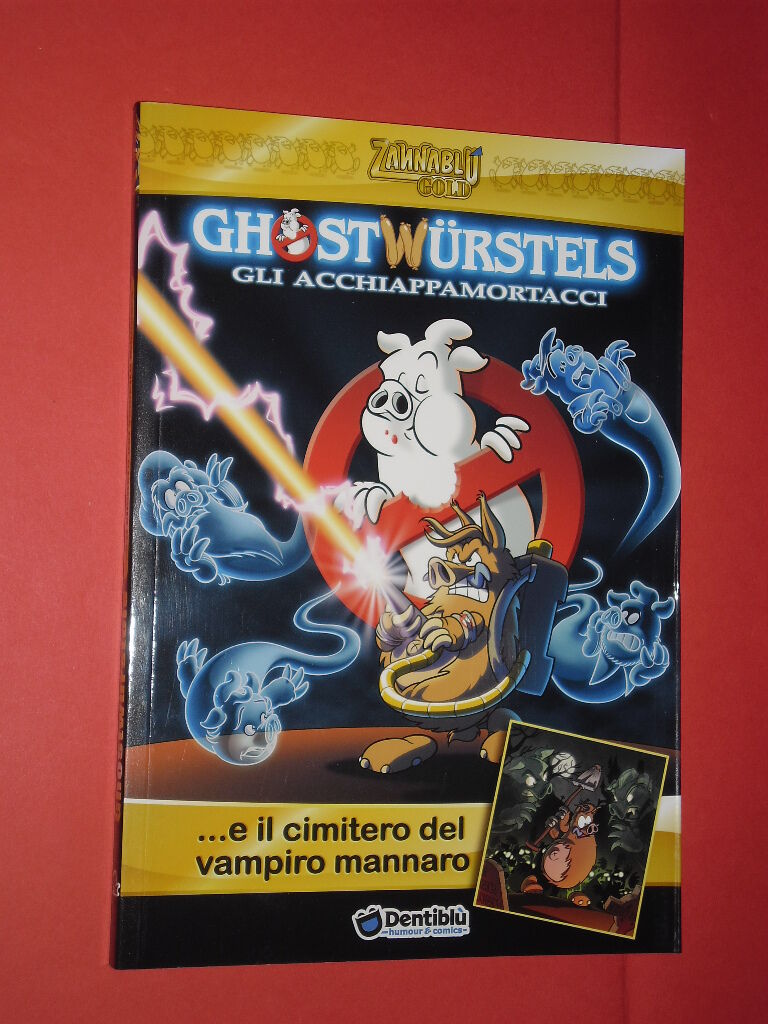 ZANNABLÙ
GOLD
GHOSTWÜRSTELS
GLI ACCHIAPPAMORTACCI
...e il cimitero del
vampiro mannaro
Dentiblù
humour & comics